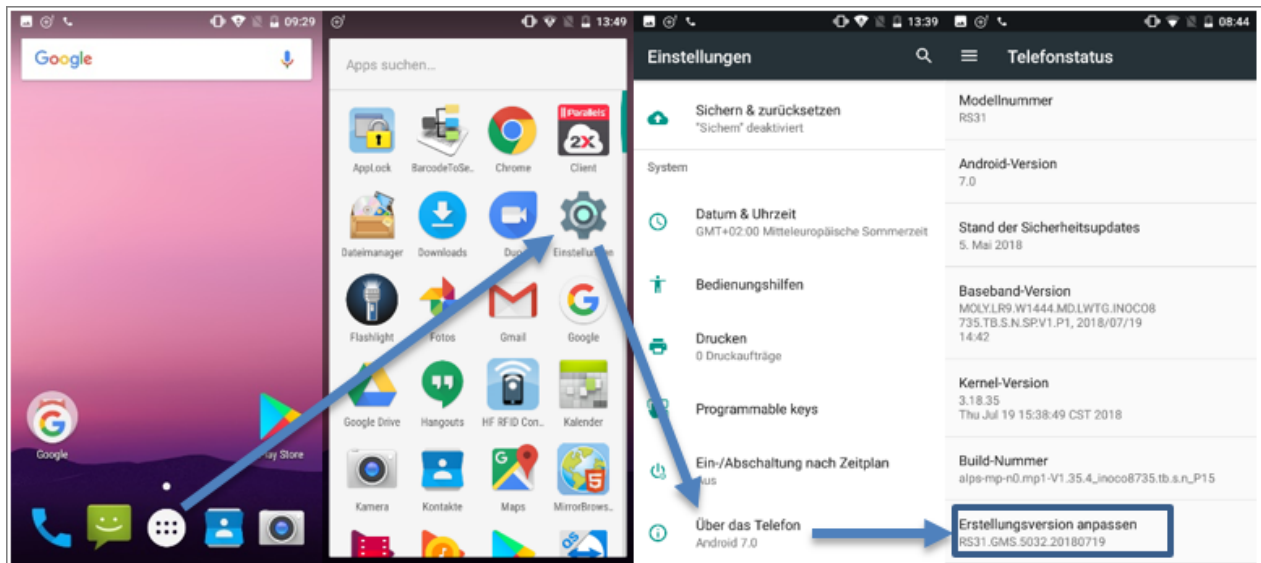 09:29
Google
Google
Play Store
13:49
Apps suchen...
Parallels
2X
AppLock
BarcodeToSe..
Chrome
Client
Dateimanager
Downloads
Einstellungen
Flashlight
Fotos
Gmail
Google
Google Drive
Hangouts
HF RFID Con..
Kalender
Kamera
Kontakte
Maps
MirrorBrows..
13:39
Einstellungen
Sichern & zurücksetzen
"Sichern" deaktiviert
System
Datum & Uhrzeit
GMT+02:00 Mitteleuropäische Sommerzeit
Bedienungshilfen
Drucken
0 Druckaufträge
Programmable keys
Ein-/Abschaltung nach Zeitplan
Aus
Über das Telefon
Android 7.0
08:44
Telefonstatus
Modellnummer
RS31
Android-Version
7.0
Stand der Sicherheitsupdates
5. Mai 2018
Baseband-Version
MOLY.LR9.W1444.MD.LWTG.INOCO8
735.TB.S.N.SP.V1.P1, 2018/07/19
14:42
Kernel-Version
3.18.35
Thu Jul 19 15:38:49 CST 2018
Build-Nummer
alps-mp-n0.mp1-V1.35.4_inoco8735.tb.s.n_P15
Erstellungsversion anpassen
RS31.GMS.5032.20180719